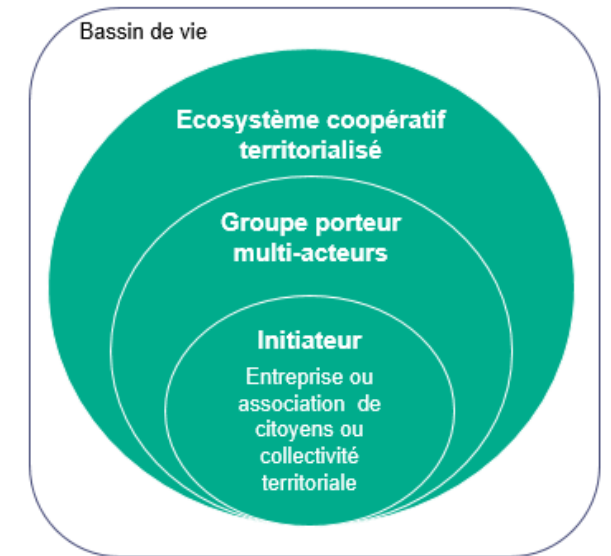 Bassin de vie
Ecosystème coopératif
territorialisé
Groupe porteur
multi-acteurs
Initiateur
Entreprise ou
association de
citoyens ou
collectivité
territoriale